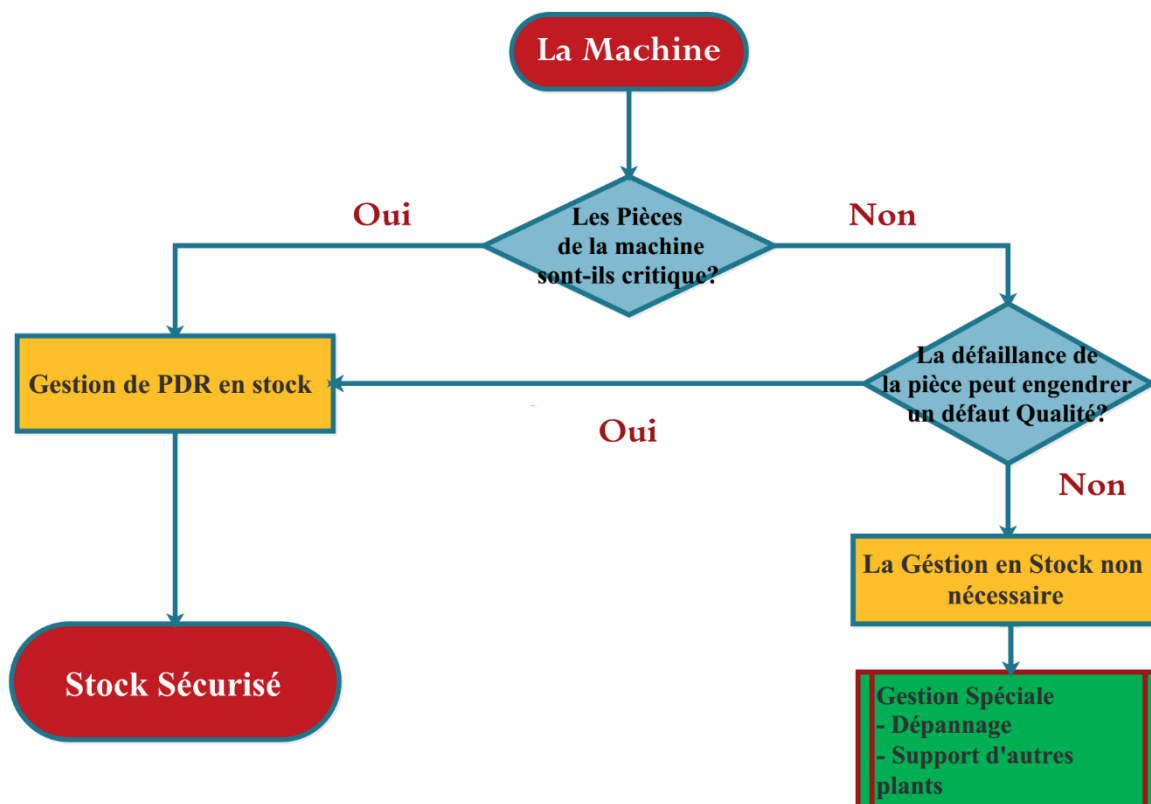 La Machine
Oui
Non
Les Pièces
de la machine
sont-ils critique?
La défaillance de
la pièce peut engendrer
un défaut Qualité?
Gestion de PDR en stock
Oui
Non
La Géstion en Stock non
nécessaire
Stock Sécurisé
Gestion Spéciale
- Dépannage
- Support d'autres
plants